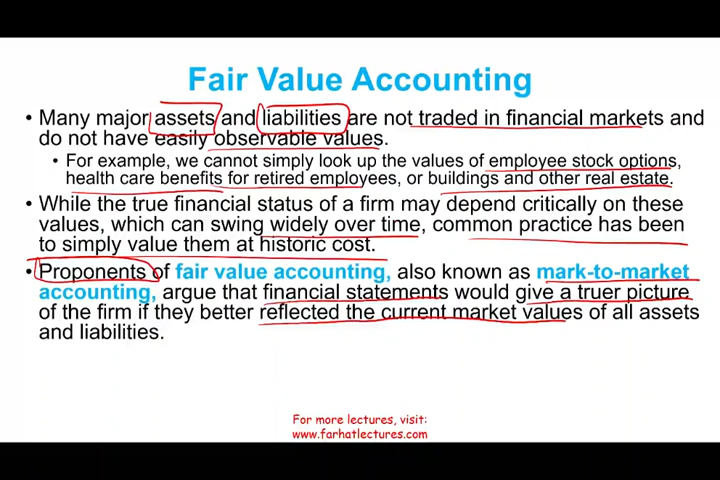 Fair Value Accounting
• Many major assets and liabilities are not traded in financial markets and
do not have easily observable values.
• For example, we cannot simply look up the values of employee stock options,
health care benefits for retired employees, or buildings and other real estate.
• While the true financial status of a firm may depend critically on these
values, which can swing widely over time, common practice has been
to simply value them at historic cost.
• Proponents of fair value accounting, also known as mark-to-market
accounting, argue that financial statements would give a truer picture
of the firm if they better reflected the current market values of all assets
and liabilities.
For more lectures, visit:
www.farhatlectures.com